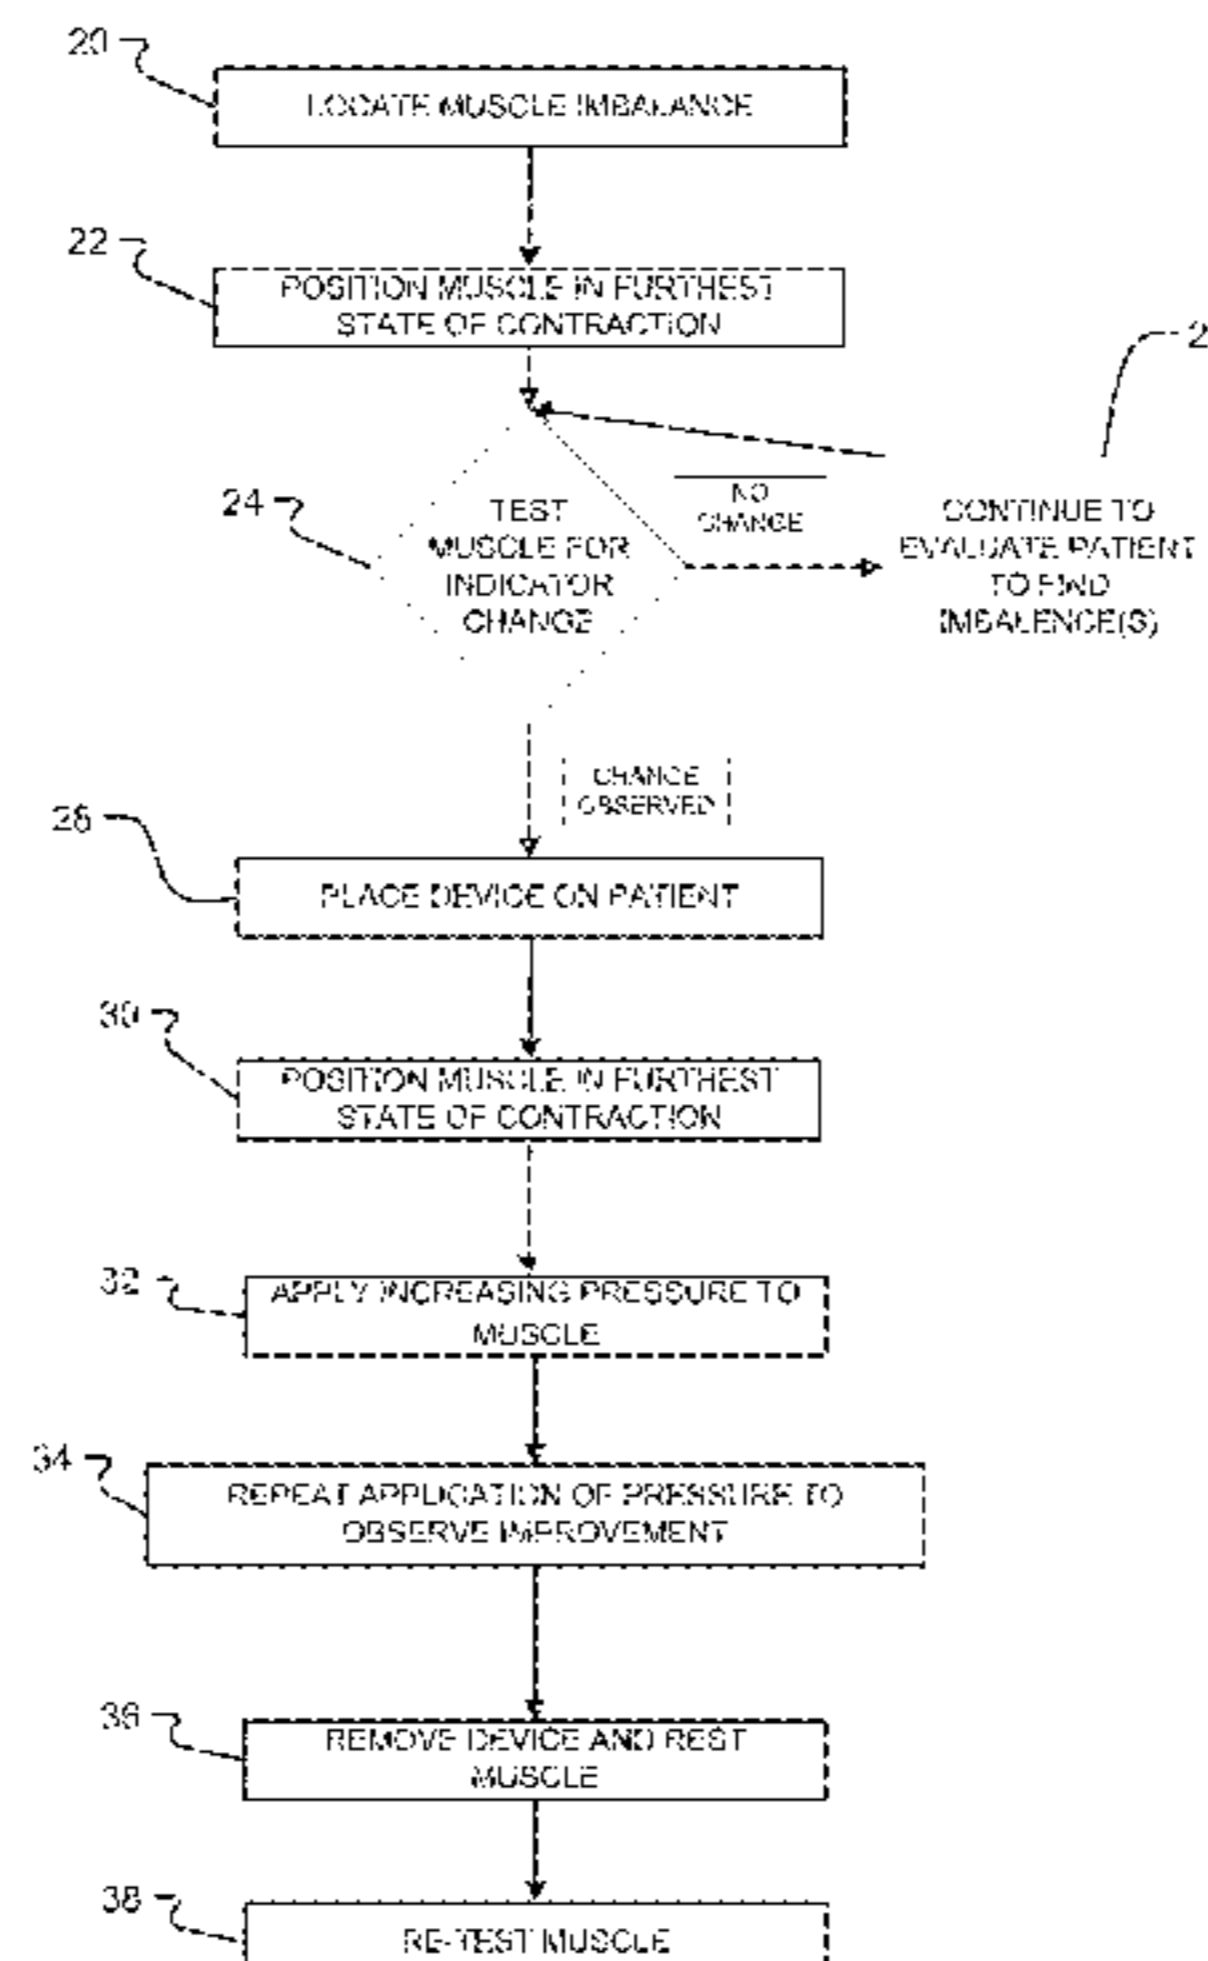 20
LOCATE MUSCLE IMBALANCE
22
POSITION MUSCLE IN FURTHEST
STATE OF CONTRACTION
2
24
TEST
MUSCLE FOR
INDICATOR
CHANGE
NO
CHANGE
CONTINUE TO
EVALUATE PATIENT
TO FIND
IMBALENCE(S)
CHANGE
OBSERVED
28
PLACE DEVICE ON PATIENT
30
POSITION MUSCLE IN FURTHEST
STATE OF CONTRACTION
32
APPLY INCREASING PRESSURE TO
MUSCLE
34
REPEAT APPLICATION OF PRESSURE TO
OBSERVE IMPROVEMENT
36
REMOVE DEVICE AND REST
MUSCLE
38
RE-TEST MUSCLE